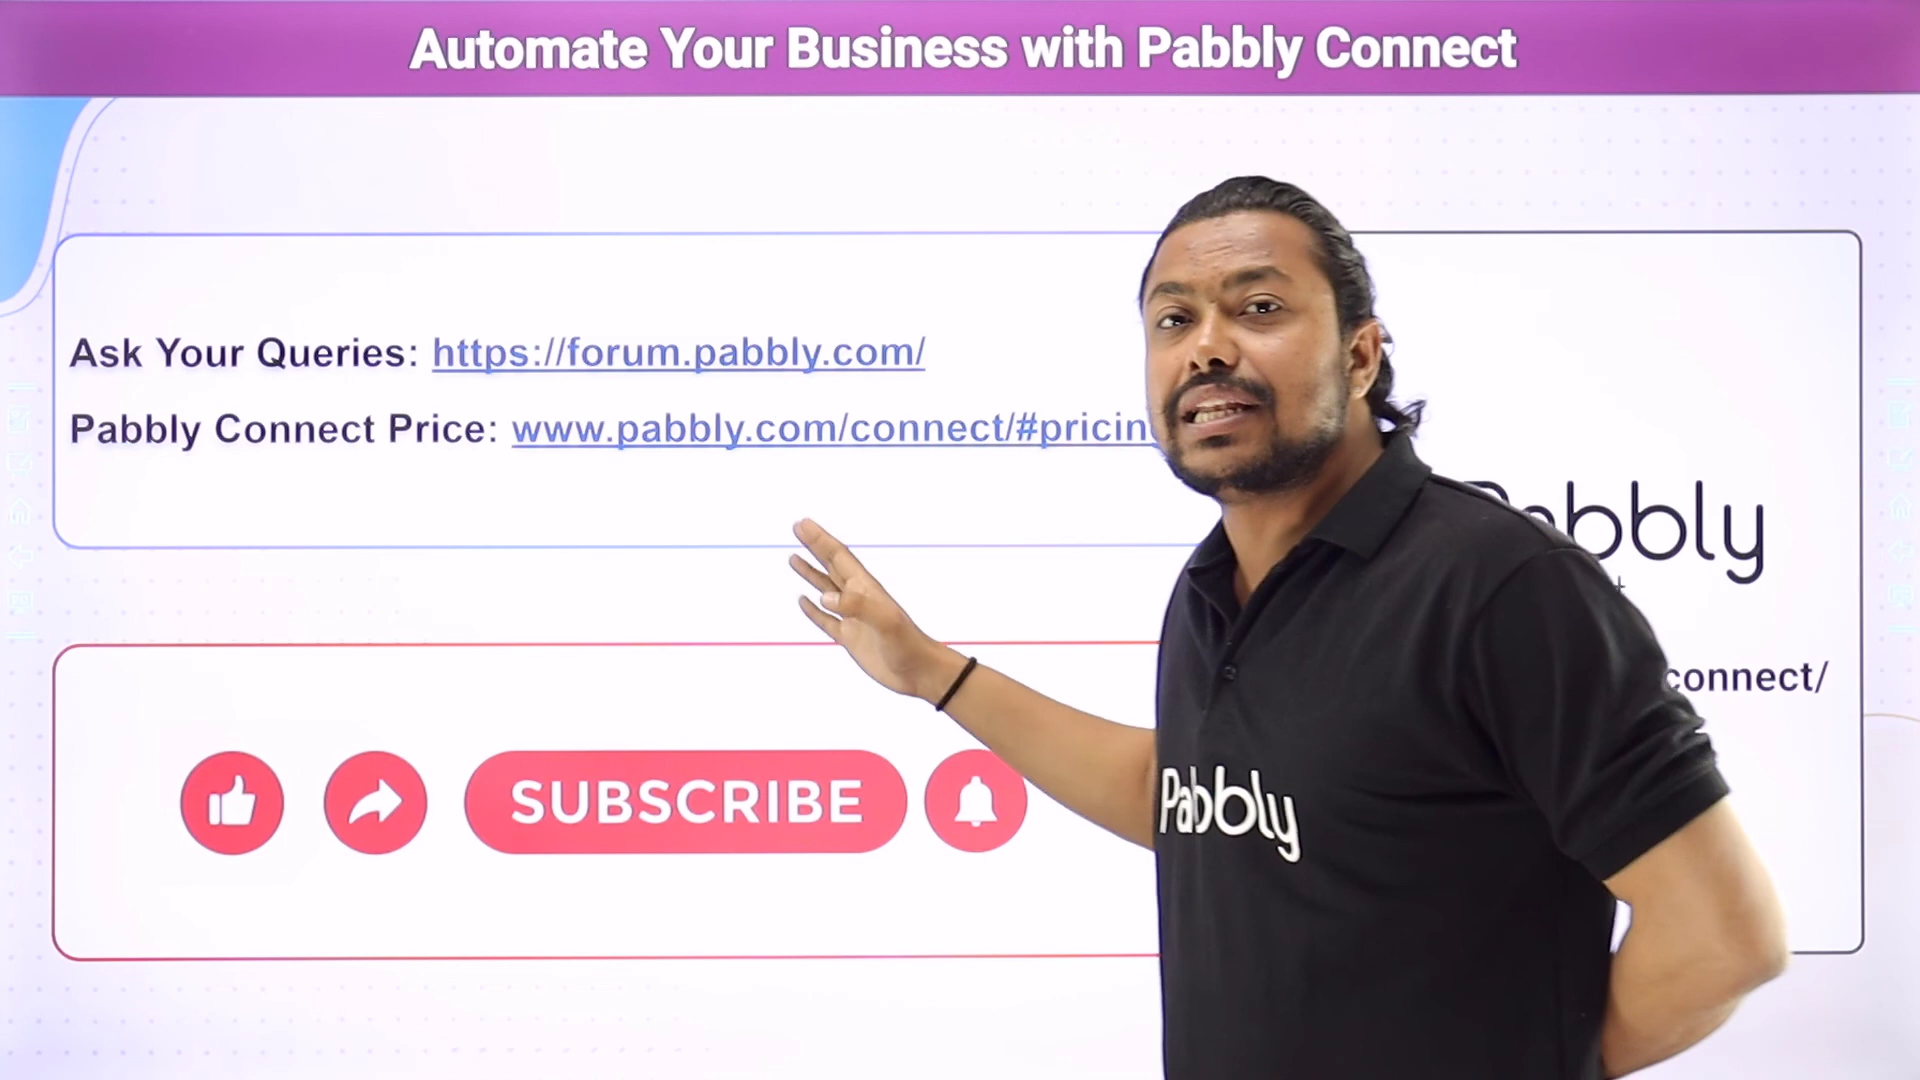 Automate Your Business with Pabbly Connect
Ask Your Queries: https://forum.pabbly.com/
Pabbly Connect Price: www.pabbly.com/connect/#pricin
SUBSCRIBE
bbly
connect/
Pabbly